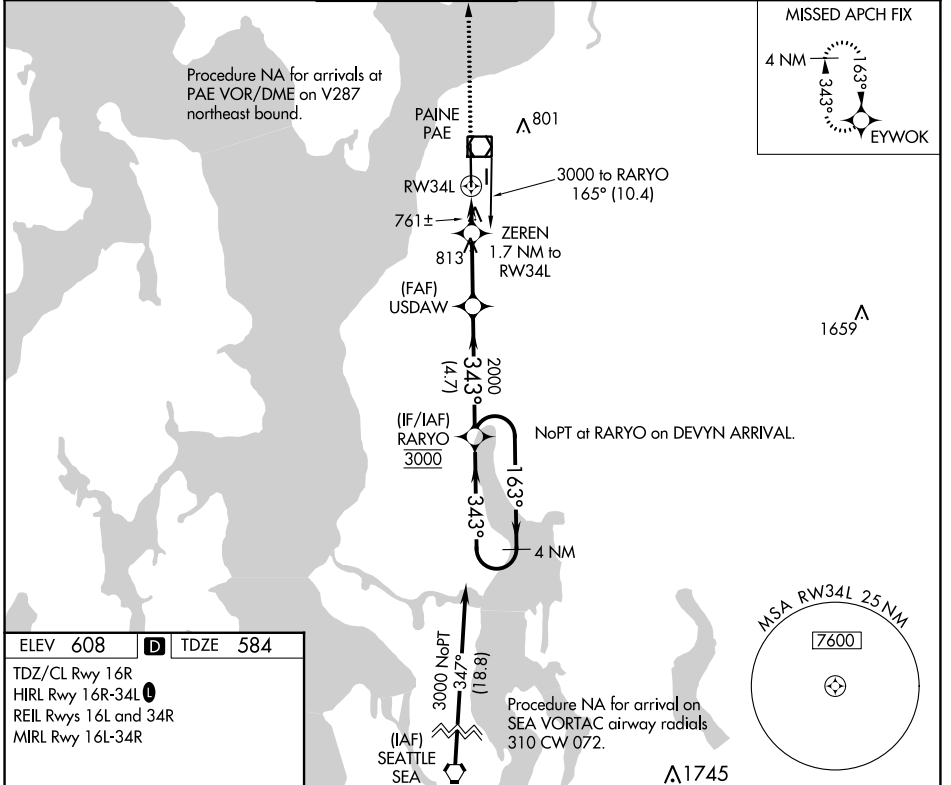 MISSED APCH FIX
4 NM
343°
163°
EYWOK
Procedure NA for arrivals at
PAE VOR/DME on V287
northeast bound.
PAINE
PAE
801
RW34L
3000 to RARYO
165° (10.4)
761±
ZEREN
1.7 NM to
RW34L
813
(FAF)
USDAW
1659
343°
2000
(4.7)
(IF/IAF)
RARYO
3000
NoPT at RARYO on DEVYN ARRIVAL.
343°
163°
4 NM
MSA RW34L 25 NM
7600
ELEV 608 D TDZE 584
TDZ/CL Rwy 16R
HIRL Rwy 16R-34L L
REIL Rwys 16L and 34R
MIRL Rwy 16L-34R
3000 NoPT
347°
(18.8)
(IAF)
SEATTLE
SEA
Procedure NA for arrival on
SEA VORTAC airway radials
310 CW 072.
1745